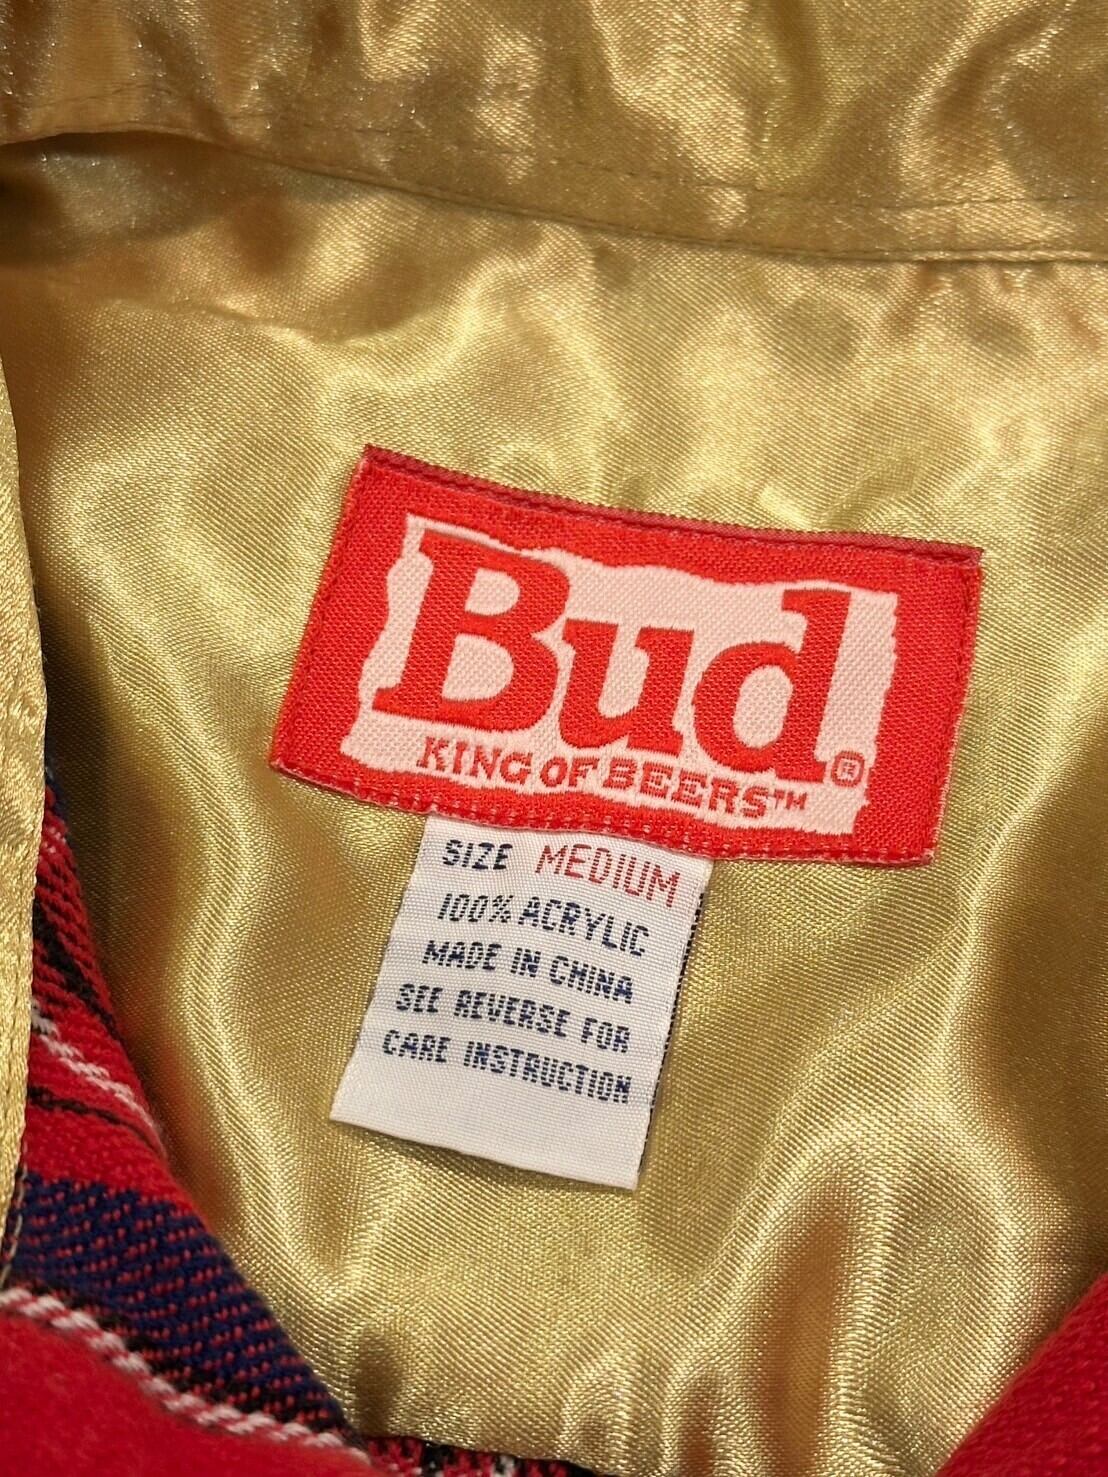 Bud®
KING OF BEERS™
SIZE MEDIUM
100% ACRYLIC
MADE IN CHINA
SEE REVERSE FOR
CARE INSTRUCTION